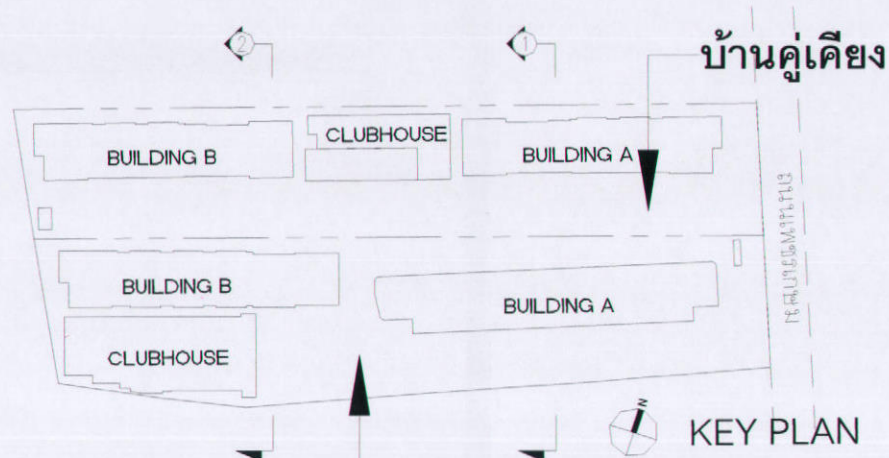 2
1
บ้านคู่เคียง
CLUBHOUSE
BUILDING B
BUILDING A
BUILDING B
BUILDING A
CLUBHOUSE
N
KEY PLAN